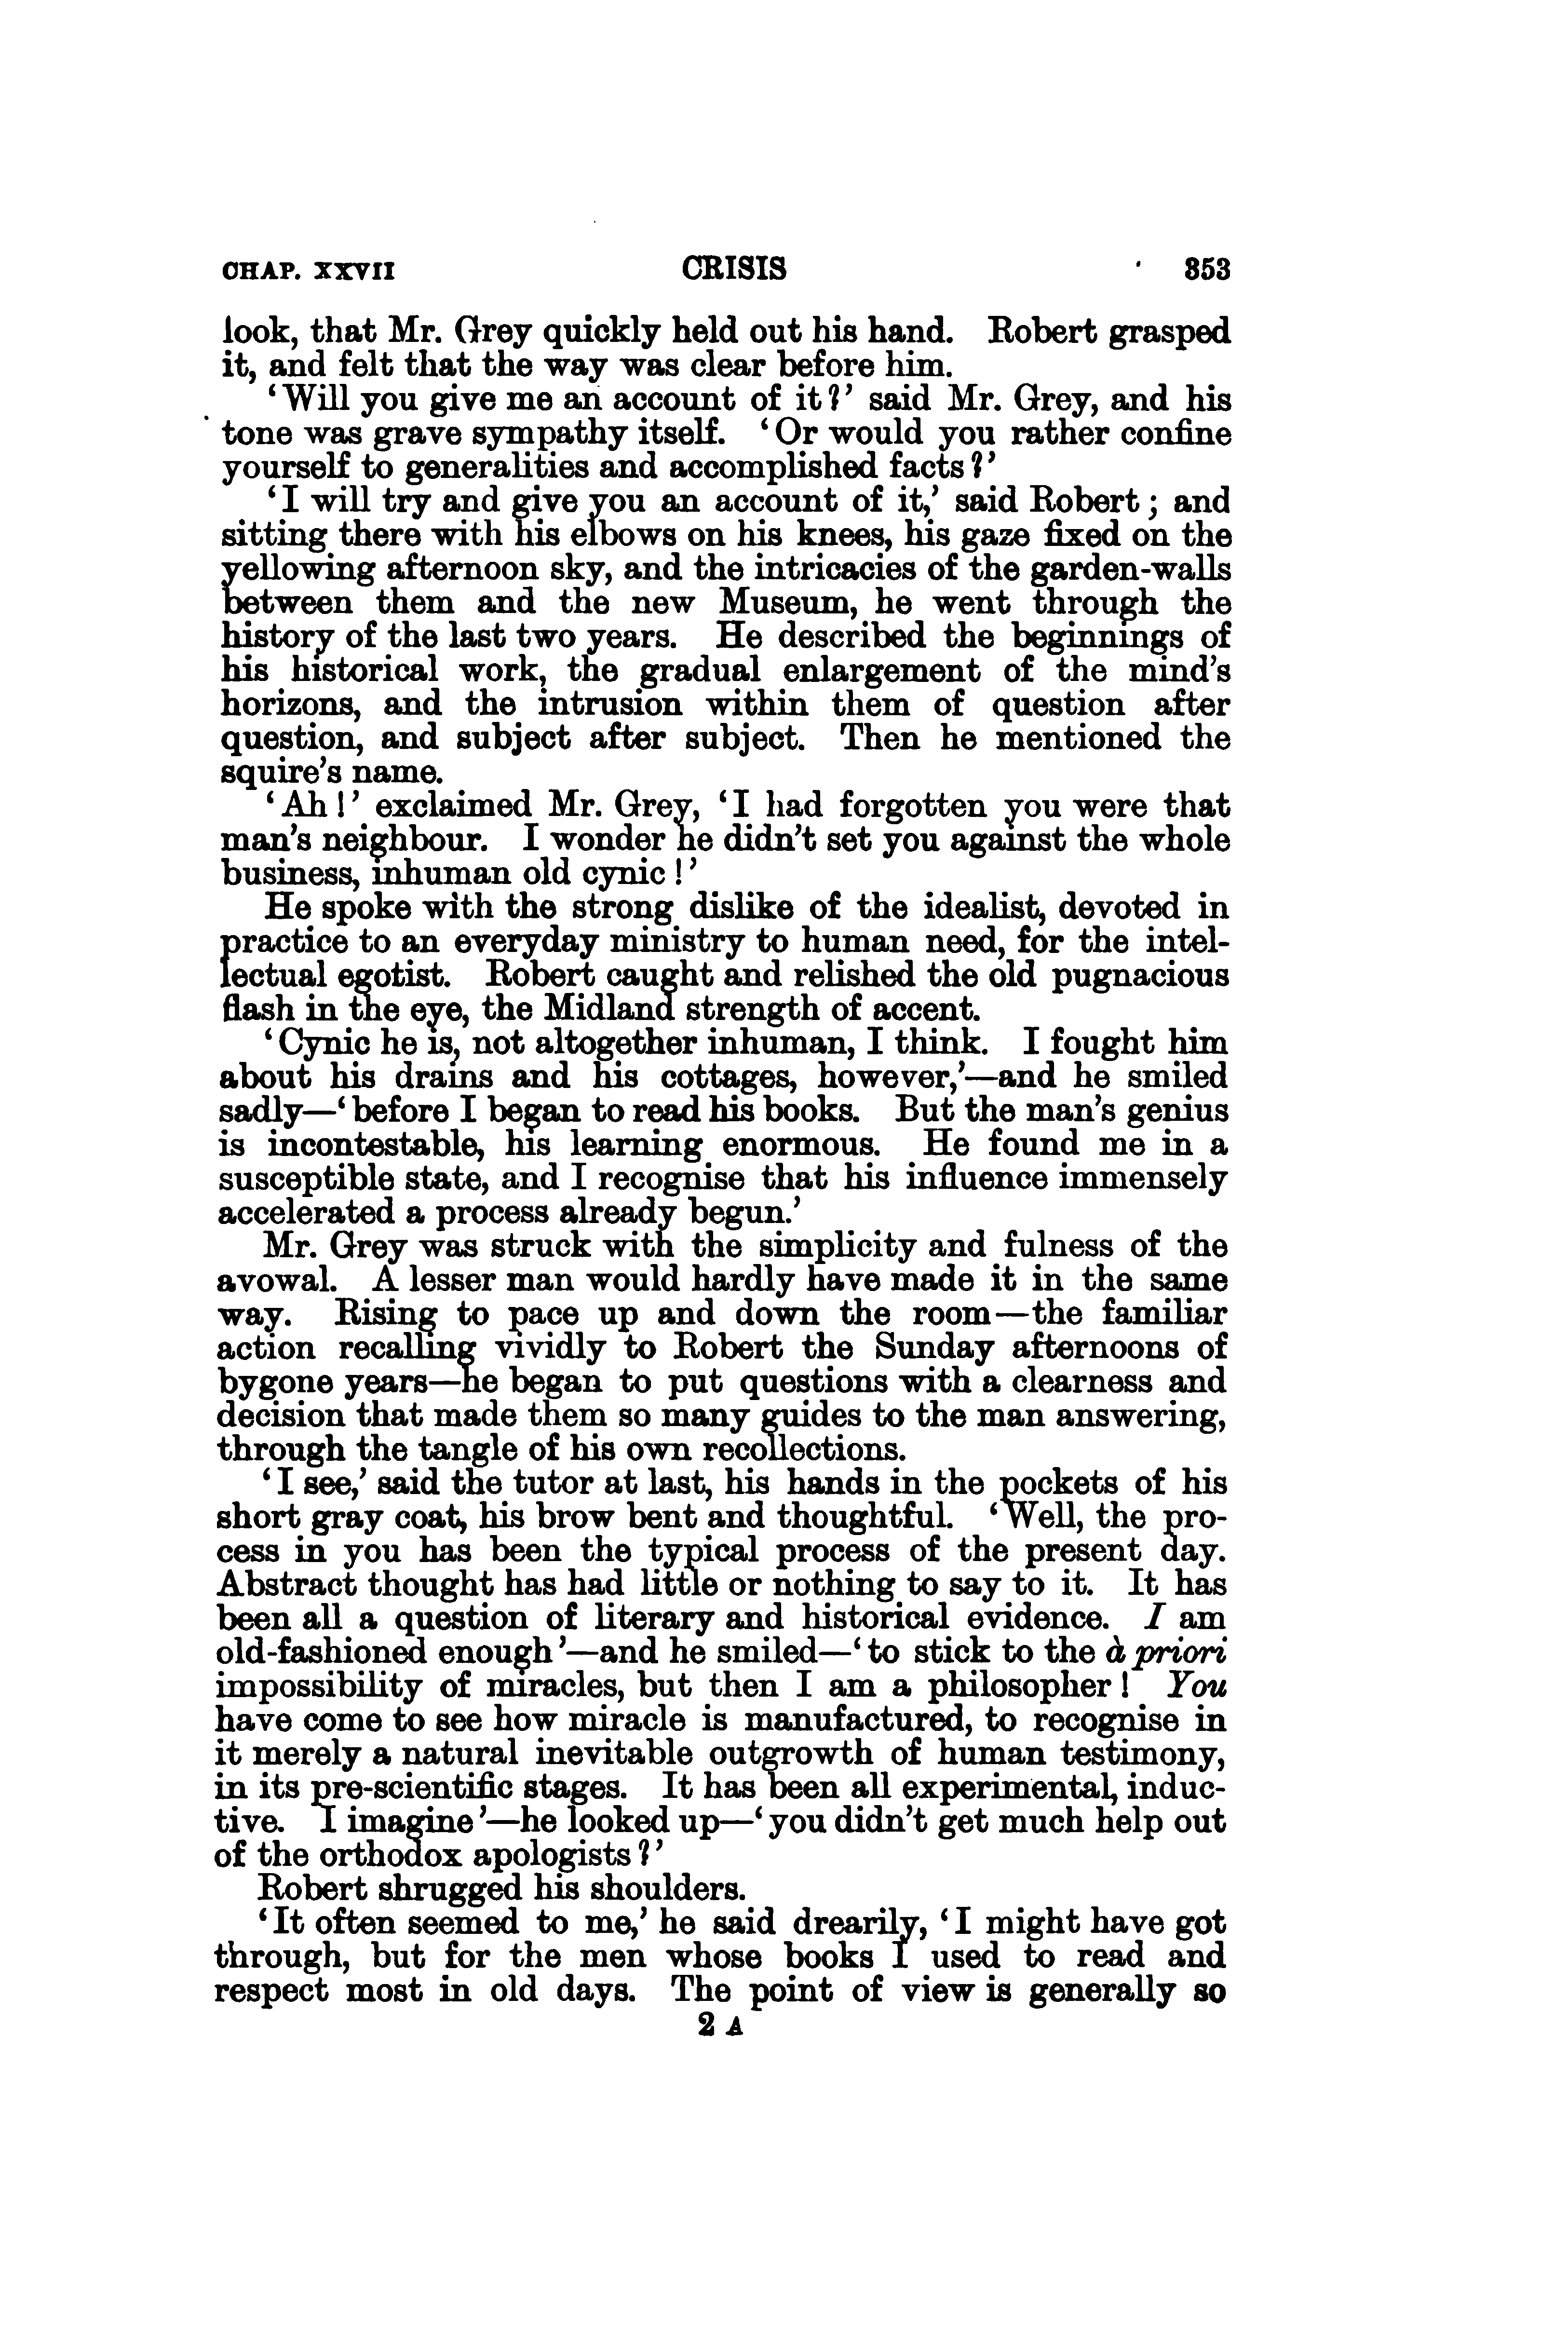 CHAP. XXVII CRISIS 353
look, that Mr. Grey quickly held out his hand. Robert grasped
it, and felt that the way was clear before him.
‘Will you give me an account of it?’ said Mr. Grey, and his
tone was grave sympathy itself. ‘Or would you rather confine
yourself to generalities and accomplished facts?’
‘I will try and give you an account of it,’ said Robert; and
sitting there with his elbows on his knees, his gaze fixed on the
yellowing afternoon sky, and the intricacies of the garden-walls
between them and the new Museum, he went through the
history of the last two years. He described the beginnings of
his historical work, the gradual enlargement of the mind’s
horizons, and the intrusion within them of question after
question, and subject after subject. Then he mentioned the
squire’s name.
‘Ah!’ exclaimed Mr. Grey, ‘I had forgotten you were that
man’s neighbour. I wonder he didn’t set you against the whole
business, inhuman old cynic!’
He spoke with the strong dislike of the idealist, devoted in
practice to an everyday ministry to human need, for the intel-
lectual egotist. Robert caught and relished the old pugnacious
flash in the eye, the Midland strength of accent.
‘Cynic he is, not altogether inhuman, I think. I fought him
about his drains and his cottages, however,’—and he smiled
sadly—‘before I began to read his books. But the man’s genius
is incontestable, his learning enormous. He found me in a
susceptible state, and I recognise that his influence immensely
accelerated a process already begun.’
Mr. Grey was struck with the simplicity and fulness of the
avowal. A lesser man would hardly have made it in the same
way. Rising to pace up and down the room—the familiar
action recalling vividly to Robert the Sunday afternoons of
bygone years—he began to put questions with a clearness and
decision that made them so many guides to the man answering,
through the tangle of his own recollections.
‘I see,’ said the tutor at last, his hands in the pockets of his
short gray coat, his brow bent and thoughtful. ‘Well, the pro-
cess in you has been the typical process of the present day.
Abstract thought has had little or nothing to say to it. It has
been all a question of literary and historical evidence. I am
old-fashioned enough’—and he smiled—‘to stick to the à priori
impossibility of miracles, but then I am a philosopher! You
have come to see how miracle is manufactured, to recognise in
it merely a natural inevitable outgrowth of human testimony,
in its pre-scientific stages. It has been all experimental, induc-
tive. I imagine’—he looked up—‘you didn’t get much help out
of the orthodox apologists?’
Robert shrugged his shoulders.
‘It often seemed to me,’ he said drearily, ‘I might have got
through, but for the men whose books I used to read and
respect most in old days. The point of view is generally so
2 A